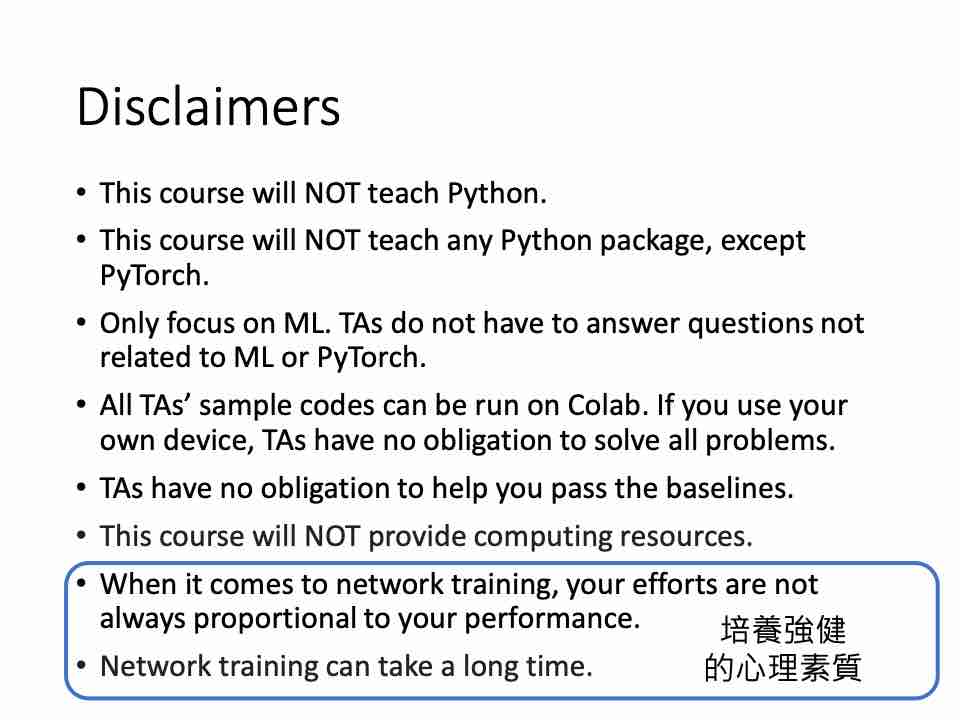 Disclaimers
• This course will NOT teach Python.
• This course will NOT teach any Python package, except
PyTorch.
• Only focus on ML. TAs do not have to answer questions not
related to ML or PyTorch.
• All TAs’ sample codes can be run on Colab. If you use your
own device, TAs have no obligation to solve all problems.
• TAs have no obligation to help you pass the baselines.
• This course will NOT provide computing resources.
• When it comes to network training, your efforts are not
always proportional to your performance.
• Network training can take a long time.
培養強健
的心理素質